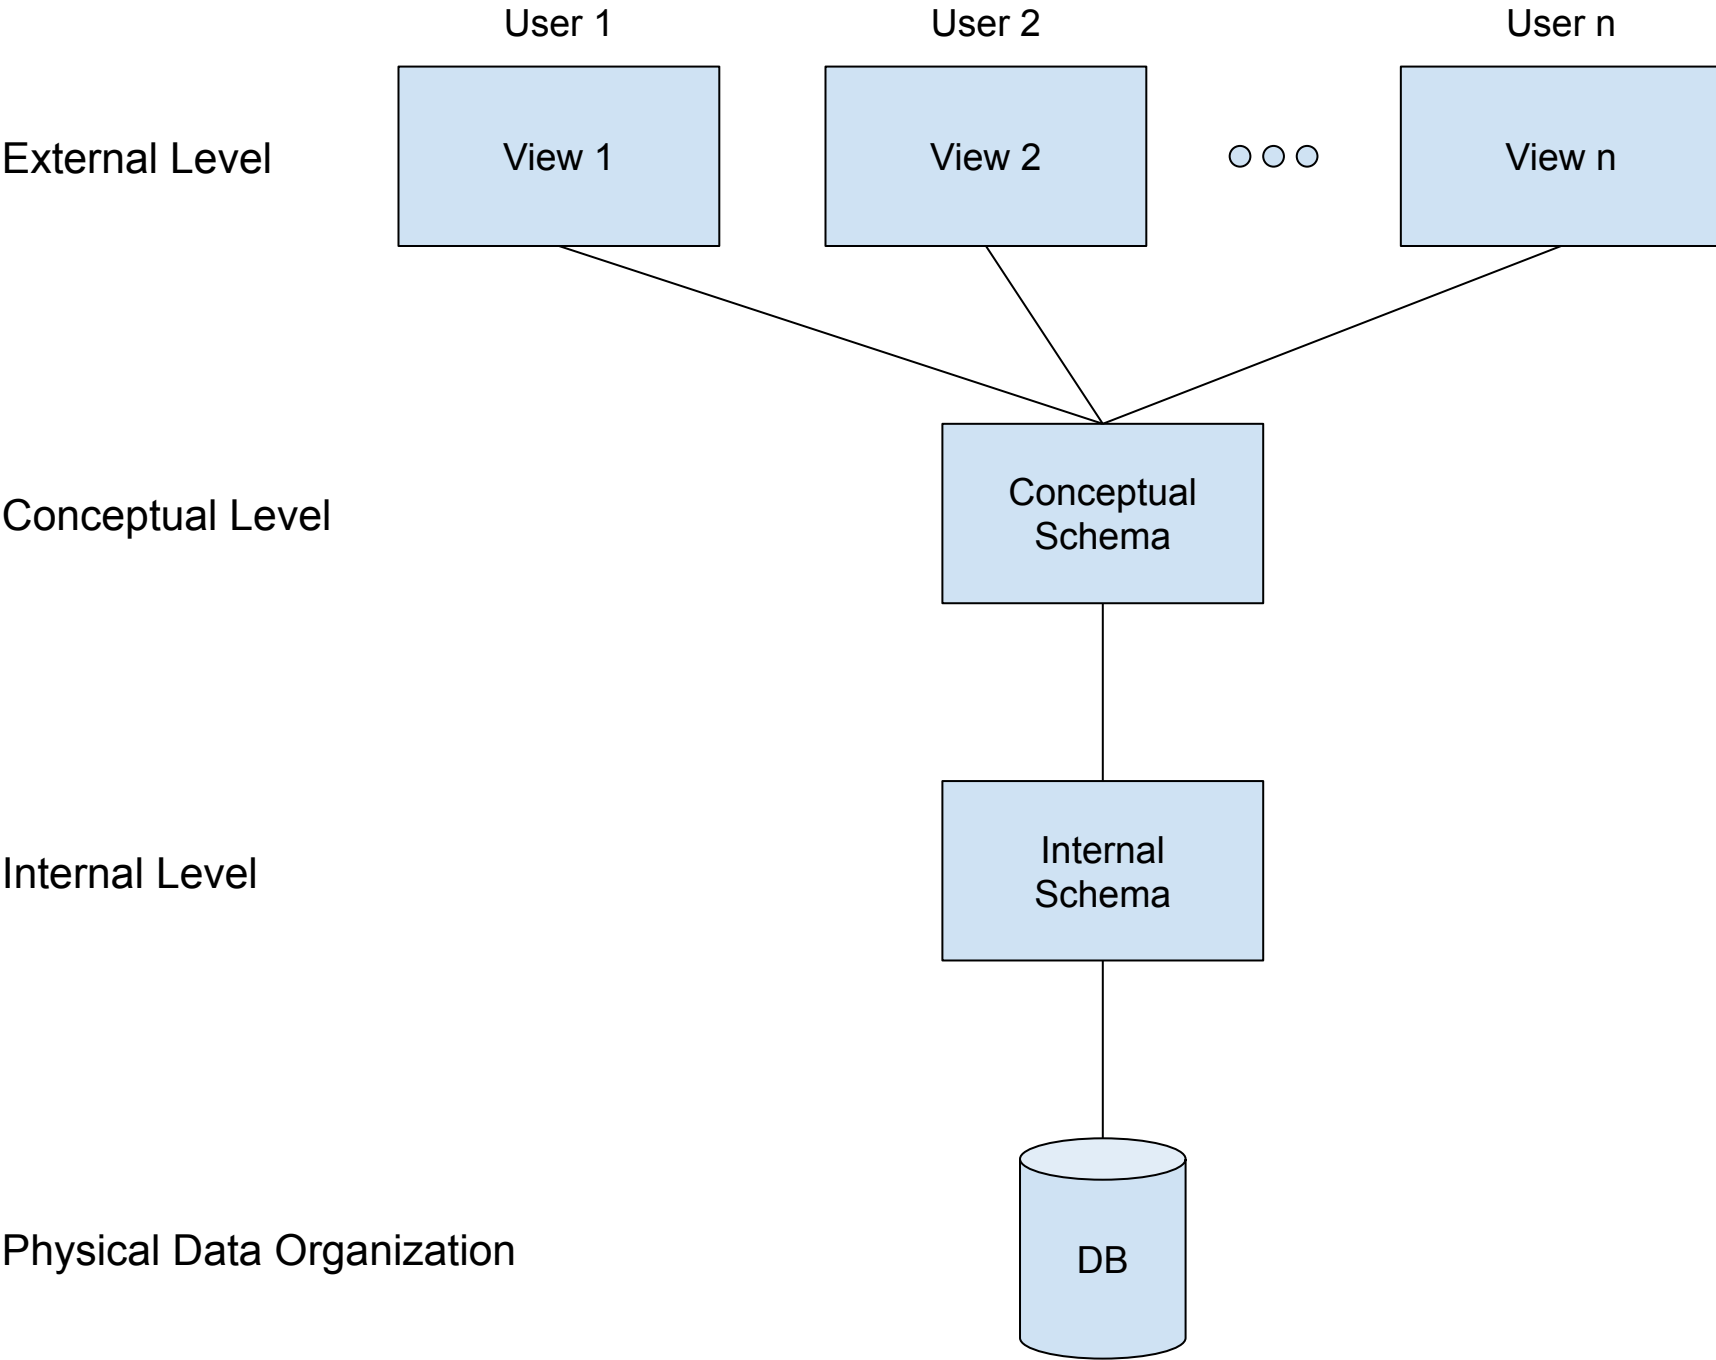 User 1
User 2
User n
External Level
View 1
View 2
View n
Conceptual Level
Conceptual
Schema
Internal Level
Internal
Schema
Physical Data Organization
DB